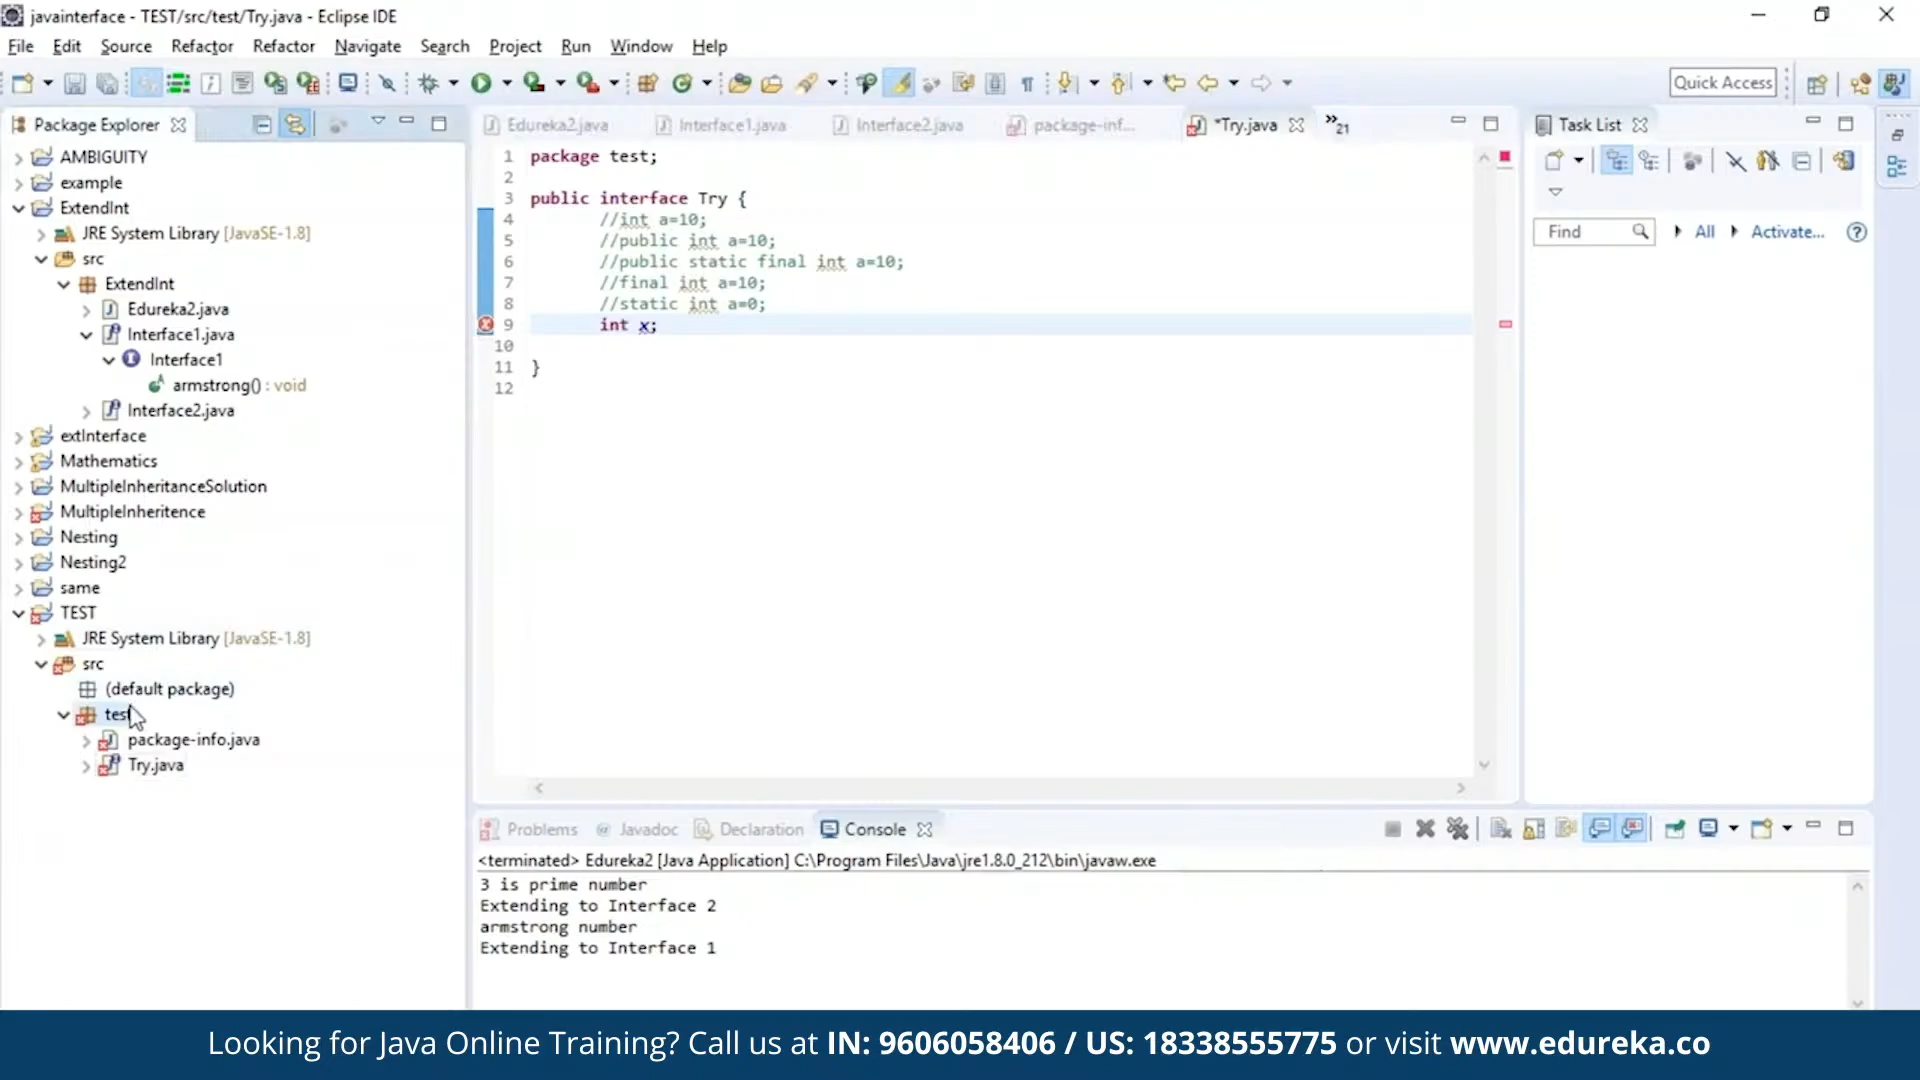 javainterface - TEST/src/test/Try.java - Eclipse IDE
File Edit Source Refactor Refactor Navigate Search Project Run Window Help
Quick Access
Package Explorer
AMBIGUITY
example
ExtendInt
JRE System Library [JavaSE-1.8]
src
ExtendInt
Edureka2.java
Interface1.java
Interface1
armstrong() : void
Interface2.java
extInterface
Mathematics
MultipleInheritanceSolution
MultipleInheritence
Nesting
Nesting2
same
TEST
JRE System Library [JavaSE-1.8]
src
(default package)
test
package-info.java
Try.java
Edureka2.java Interface1.java Interface2.java package-inf... *Try.java »21
1 package test;
2
3 public interface Try {
4 //int a=10;
5 //public int a=10;
6 //public static final int a=10;
7 //final int a=10;
8 //static int a=0;
9 int x;
10
11 }
12
Task List
Find All Activate...
Problems @ Javadoc Declaration Console
<terminated> Edureka2 [Java Application] C:\Program Files\Java\jre1.8.0_212\bin\javaw.exe
3 is prime number
Extending to Interface 2
armstrong number
Extending to Interface 1
Looking for Java Online Training? Call us at IN: 9606058406 / US: 18338555775 or visit www.edureka.co